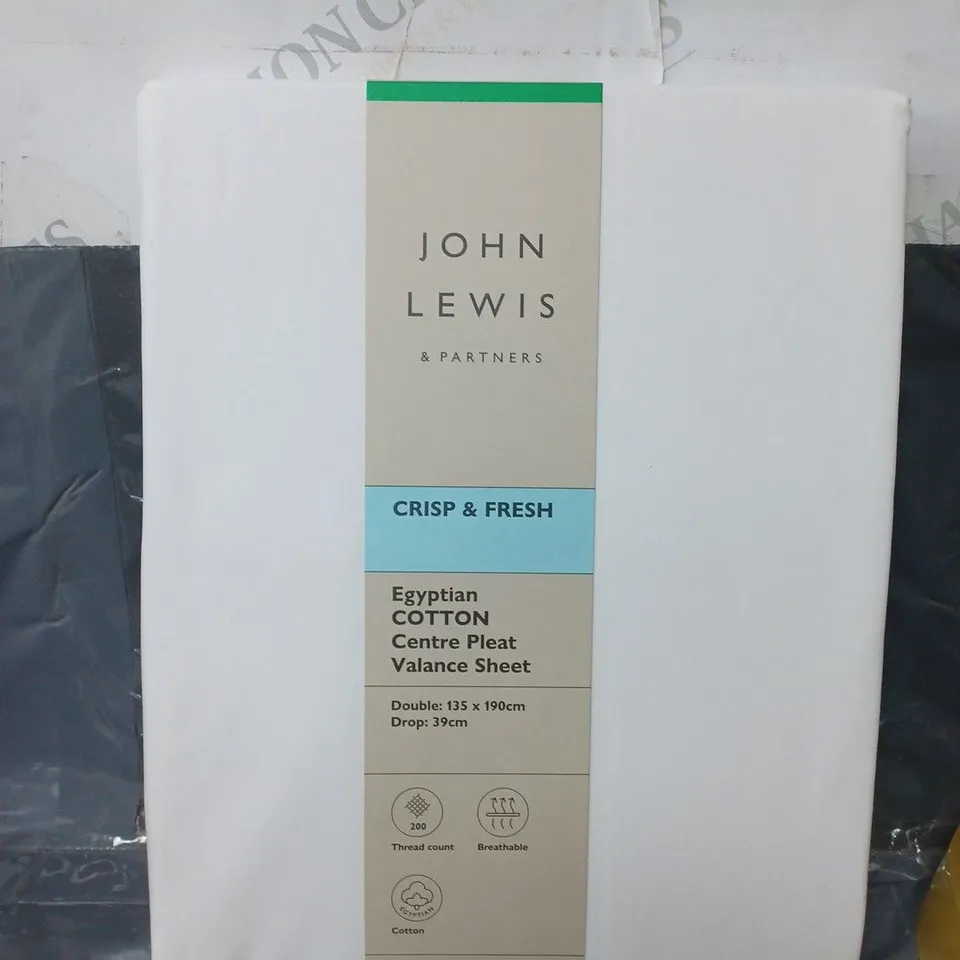 JOHN
LEWIS
& PARTNERS
CRISP & FRESH
Egyptian
COTTON
Centre Pleat
Valance Sheet
Double: 135 x 190cm
Drop: 39cm
200
Thread count
Breathable
EGYPTIAN
Cotton